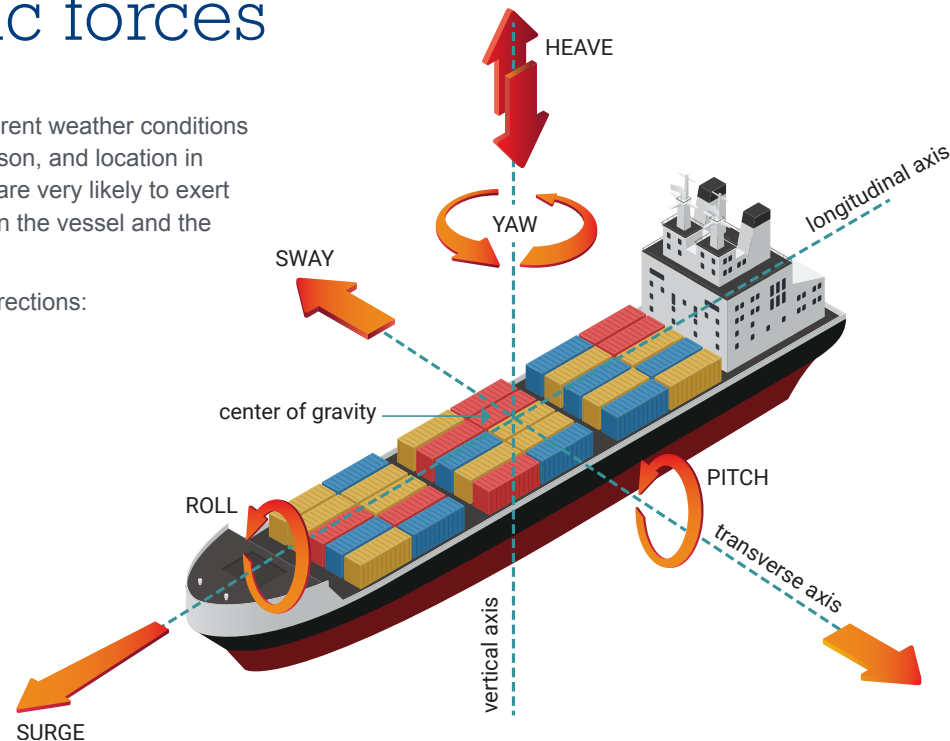 forces
rent weather conditions
son, and location in
are very likely to exert
n the vessel and the
rections:
HEAVE
YAW
SWAY
longitudinal axis
center of gravity
ROLL
PITCH
transverse axis
vertical axis
SURGE